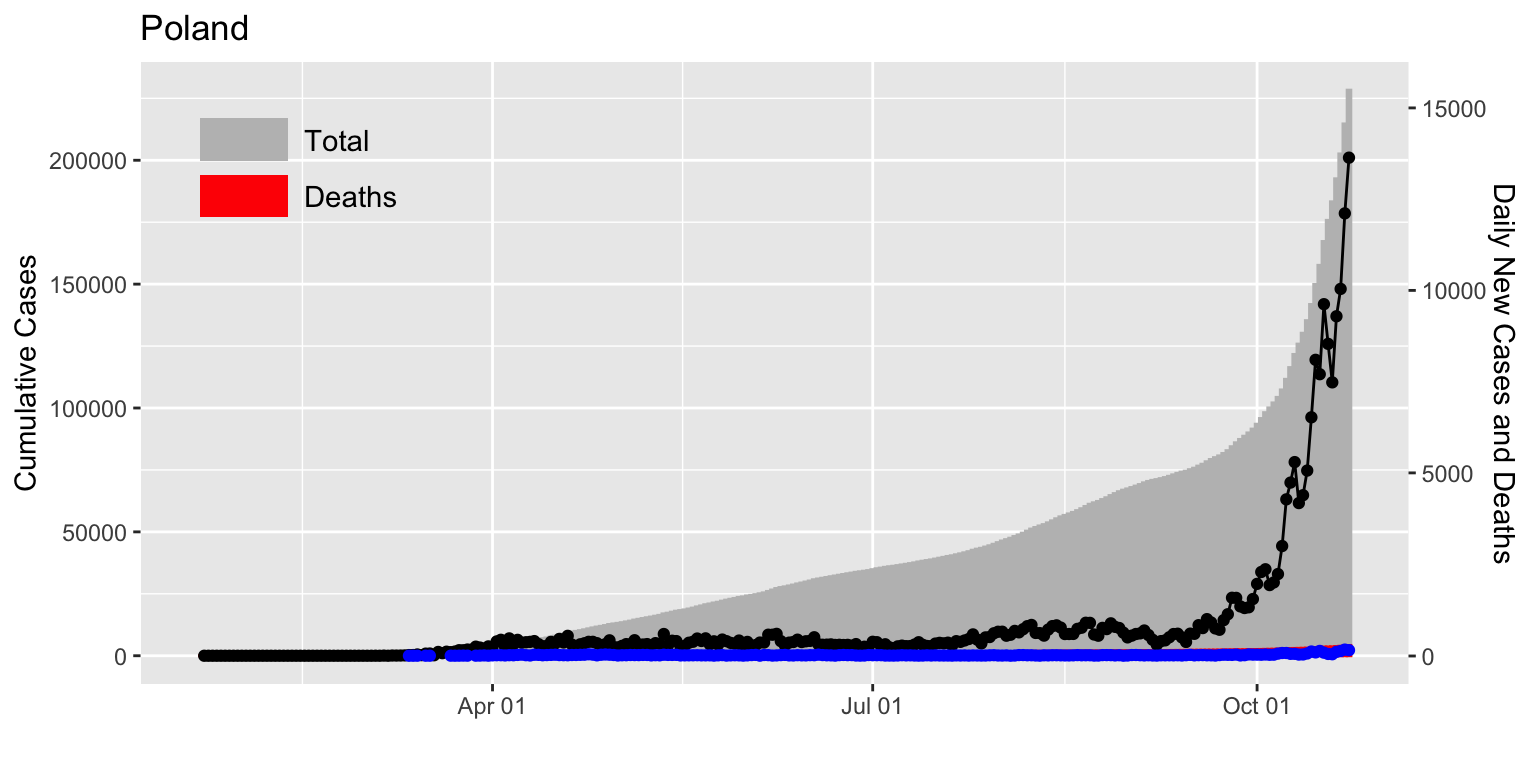 Poland
Total
Deaths
Cumulative Cases
200000
150000
100000
50000
0
15000
10000
5000
0
Daily New Cases and Deaths
Apr 01
Jul 01
Oct 01